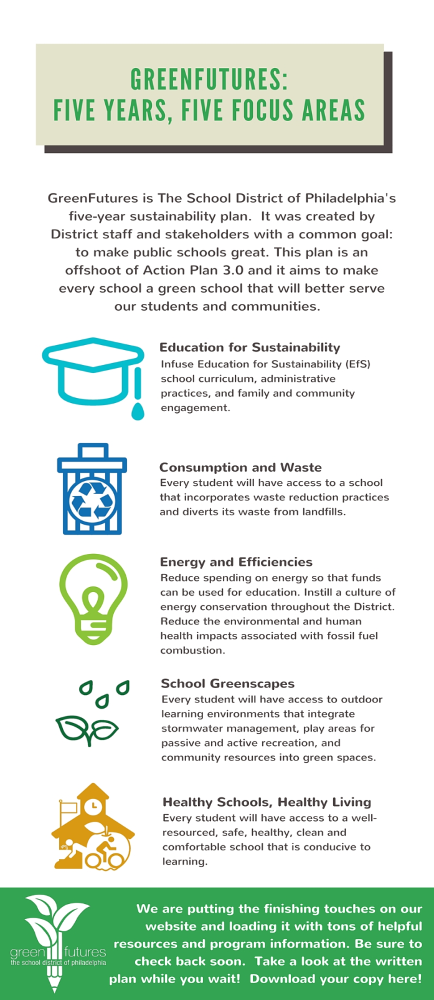 GREENFUTURES:
FIVE YEARS, FIVE FOCUS AREAS
GreenFutures is The School District of Philadelphia's
five-year sustainability plan.  It was created by
District staff and stakeholders with a common goal:
to make public schools great. This plan is an
offshoot of Action Plan 3.0 and it aims to make
every school a green school that will better serve
our students and communities.
Education for Sustainability
Infuse Education for Sustainability (EfS)
school curriculum, administrative
practices, and family and community
engagement.
Consumption and Waste
Every student will have access to a school
that incorporates waste reduction practices
and diverts its waste from landfills.
Energy and Efficiencies
Reduce spending on energy so that funds
can be used for education. Instill a culture of
energy conservation throughout the District.
Reduce the environmental and human
health impacts associated with fossil fuel
combustion.
School Greenscapes
Every student will have access to outdoor
learning environments that integrate
stormwater management, play areas for
passive and active recreation, and
community resources into green spaces.
Healthy Schools, Healthy Living
Every student will have access to a well-
resourced, safe, healthy, clean and
comfortable school that is conducive to
learning.
green futures
the school district of philadelphia
We are putting the finishing touches on our
website and loading it with tons of helpful
resources and program information. Be sure to
check back soon.  Take a look at the written
plan while you wait!  Download your copy here!